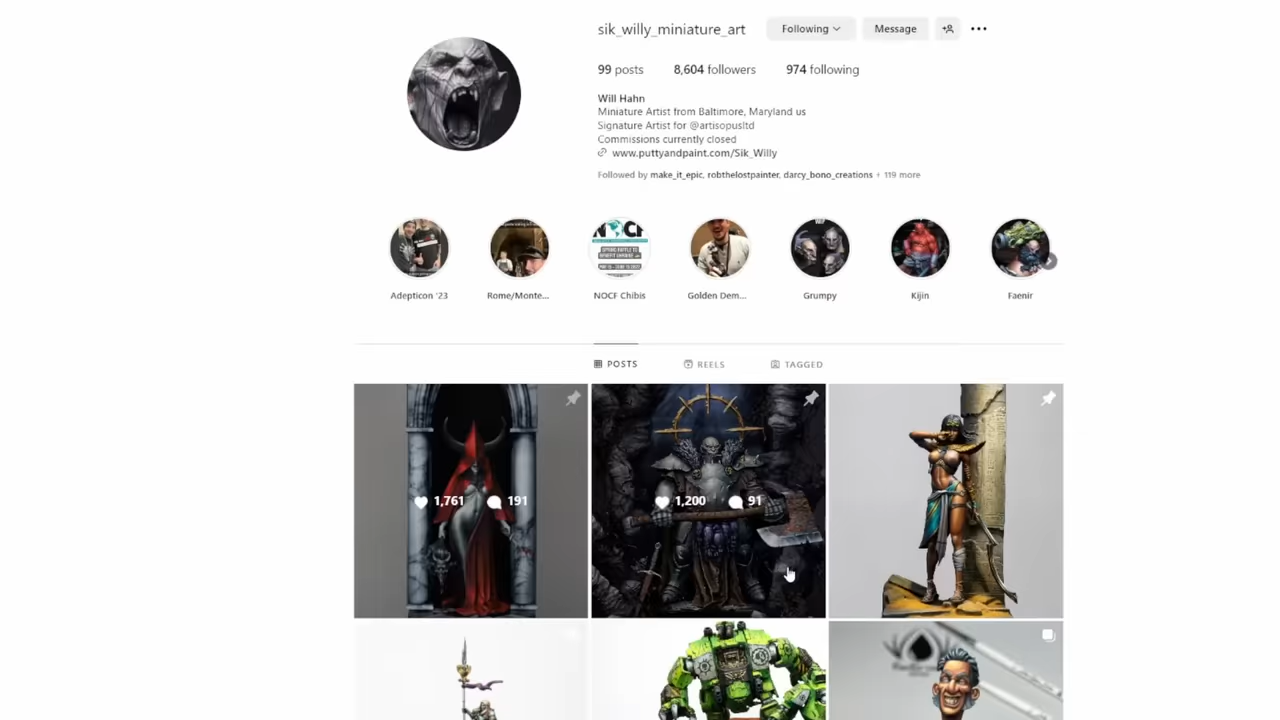 sik_willy_miniature_art
Following
Message
99 posts
8,604 followers
974 following
Will Hahn
Miniature Artist from Baltimore, Maryland us
Signature Artist for @artisopusltd
Commissions currently closed
www.puttyandpaint.com/Sik_Willy
Followed by make_it_epic, robthelostpainter, darcy_bono_creations + 119 more
Adepticon '23
Rome/Monte...
NOCF Chibis
Golden Dem...
Grumpy
Kijin
Faenir
POSTS
REELS
TAGGED
1,761
191
1,200
91